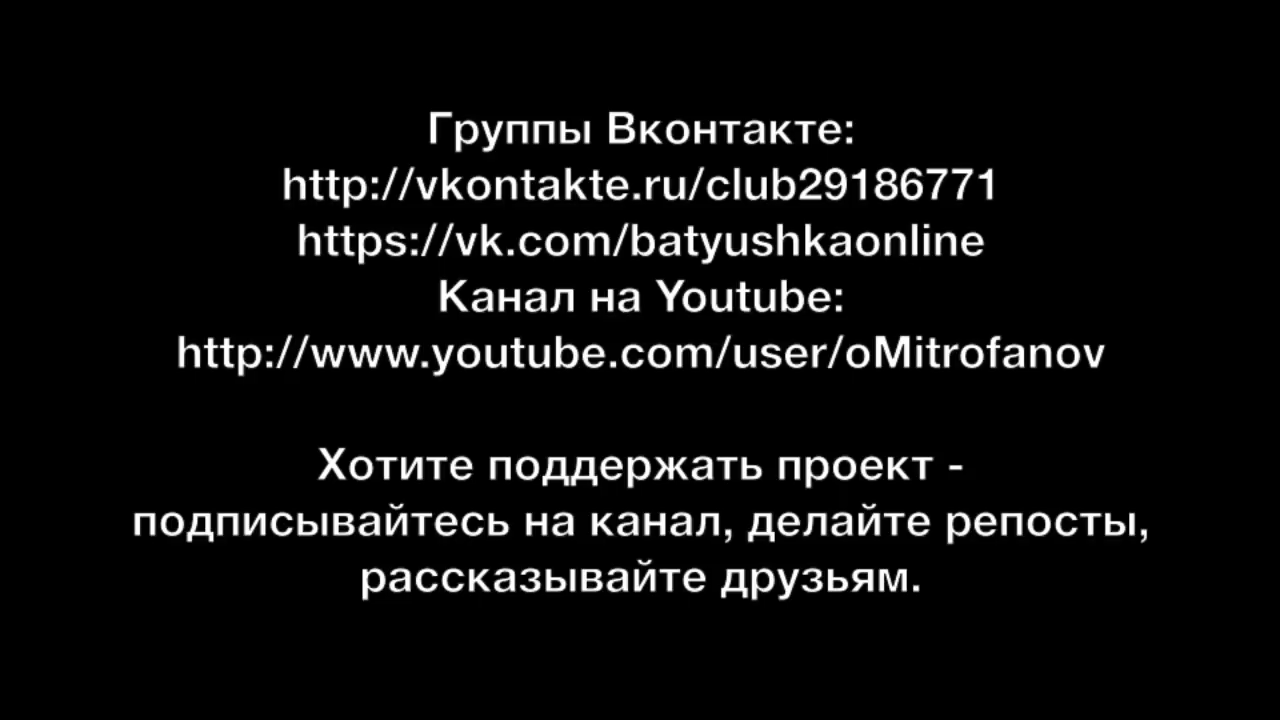 Группы Вконтакте:
http://vkontakte.ru/club29186771
https://vk.com/batyushkaonline
Канал на Youtube:
http://www.youtube.com/user/oMitrofanov
Хотите поддержать проект -
подписывайтесь на канал, делайте репосты,
рассказывайте друзьям.